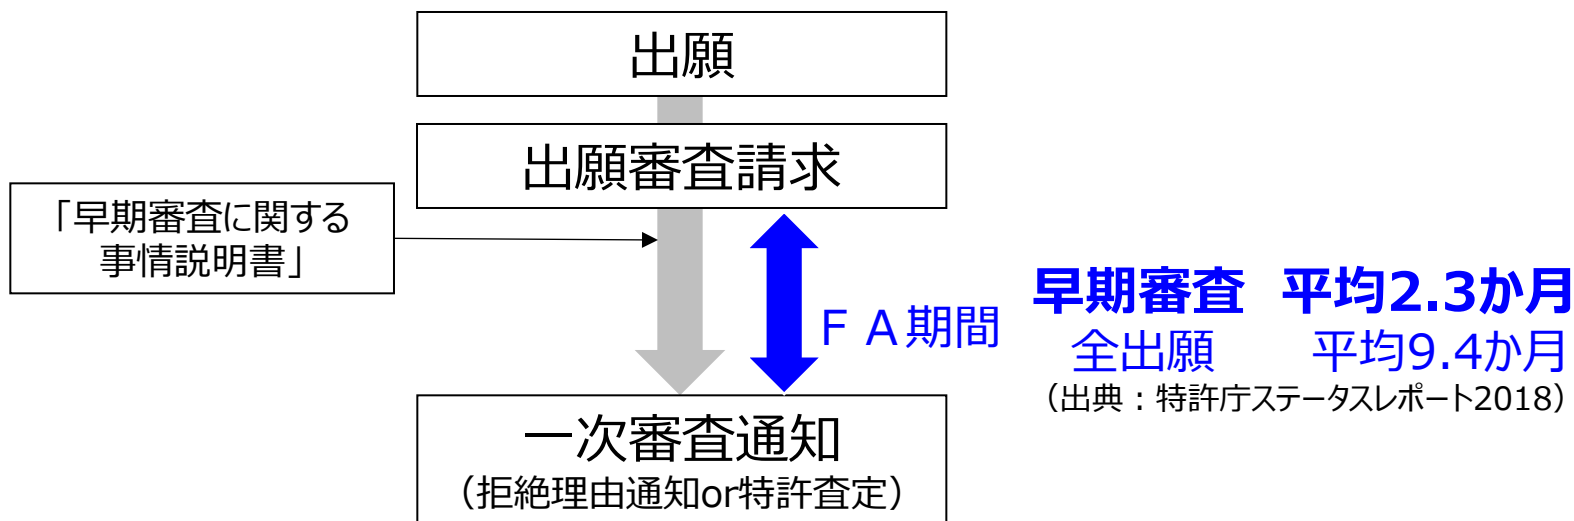 出願
出願審査請求
「早期審査に関する
事情説明書」
ＦＡ期間
早期審査 平均2.3か月
全出願 平均9.4か月
（出典：特許庁ステータスレポート2018）
一次審査通知
（拒絶理由通知or特許査定）